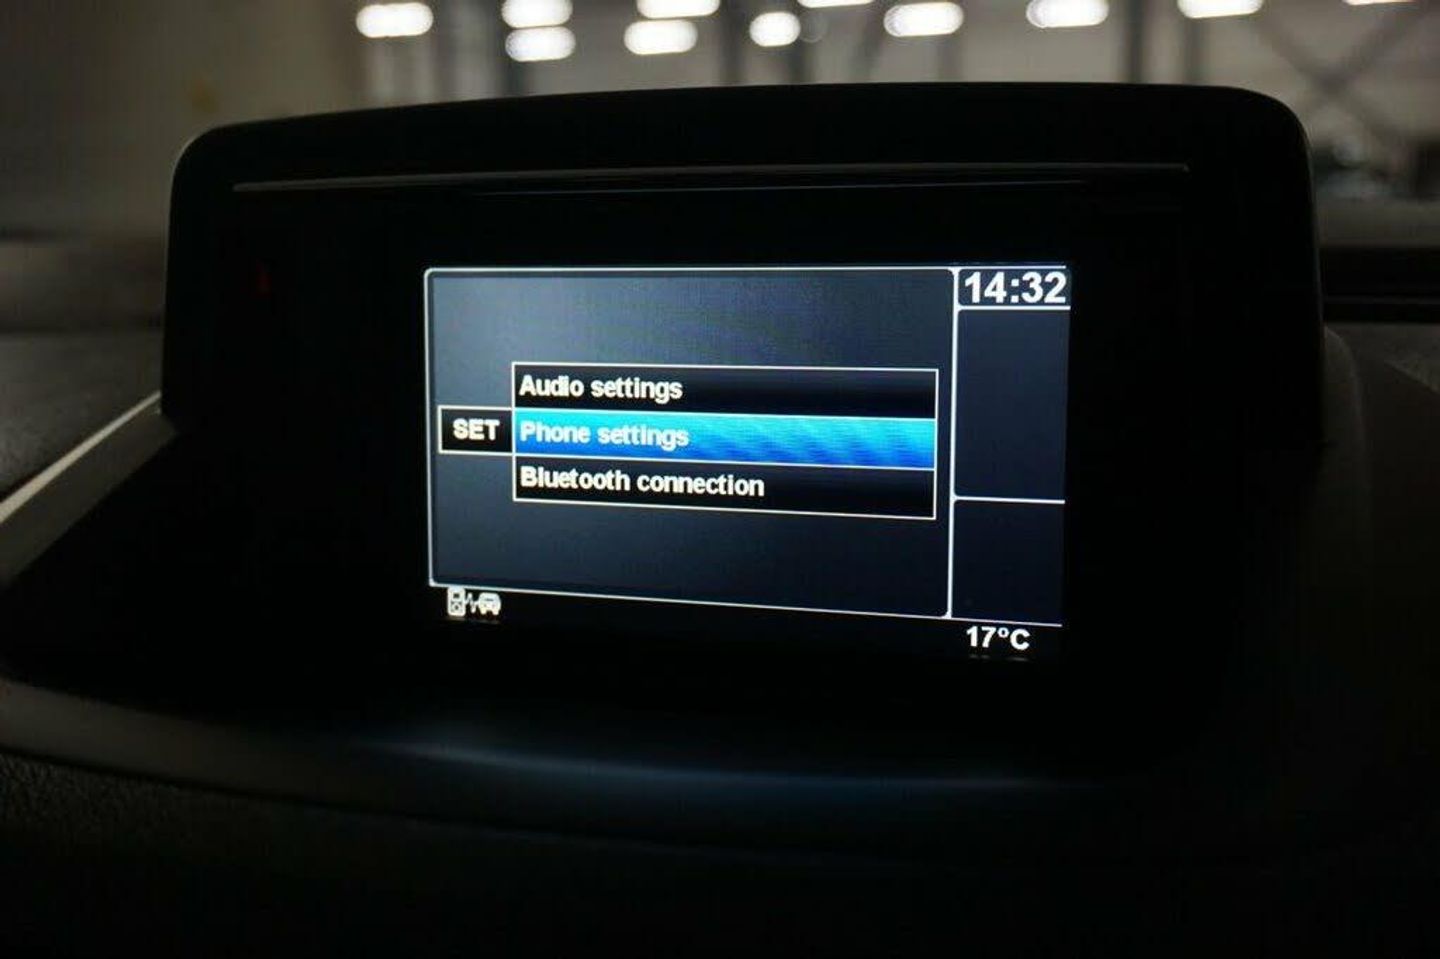 14:32
Audio settings
SET
Phone settings
Bluetooth connection
17°C